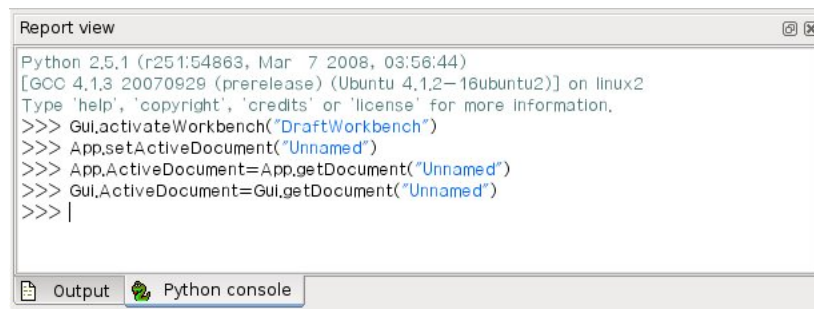 Report view
Python 2.5.1 (r251:54863, Mar  7 2008, 03:56:44)
[GCC 4.1.3 20070929 (prerelease) (Ubuntu 4.1.2-16ubuntu2)] on linux2
Type 'help', 'copyright', 'credits' or 'license' for more information.
>>> Gui.activateWorkbench("DraftWorkbench")
>>> App.setActiveDocument("Unnamed")
>>> App.ActiveDocument=App.getDocument("Unnamed")
>>> Gui.ActiveDocument=Gui.getDocument("Unnamed")
>>>
Output Python console